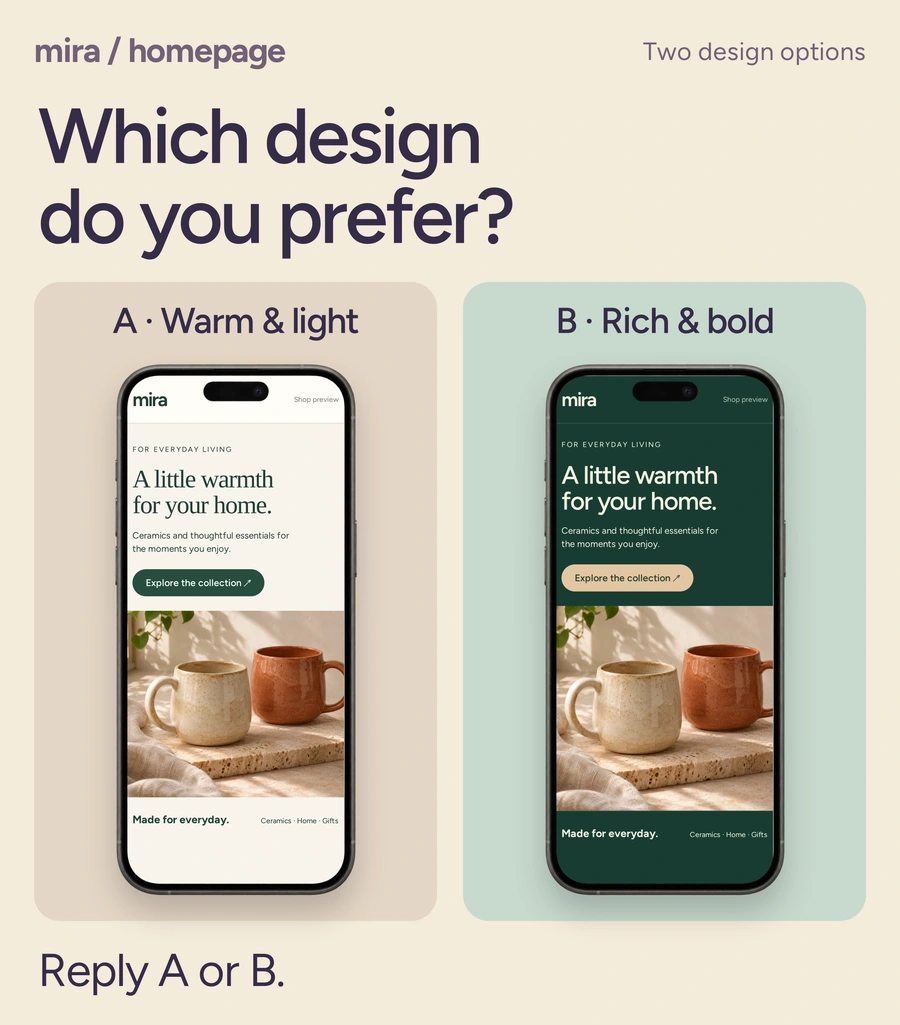 mira / homepage
Two design options
Which design
do you prefer?
A · Warm & light
mira
Shop preview
FOR EVERYDAY LIVING
A little warmth
for your home.
Ceramics and thoughtful essentials for
the moments you enjoy.
Explore the collection ↗
Made for everyday.
Ceramics · Home · Gifts
B · Rich & bold
mira
Shop preview
FOR EVERYDAY LIVING
A little warmth
for your home.
Ceramics and thoughtful essentials for
the moments you enjoy.
Explore the collection ↗
Made for everyday.
Ceramics · Home · Gifts
Reply A or B.